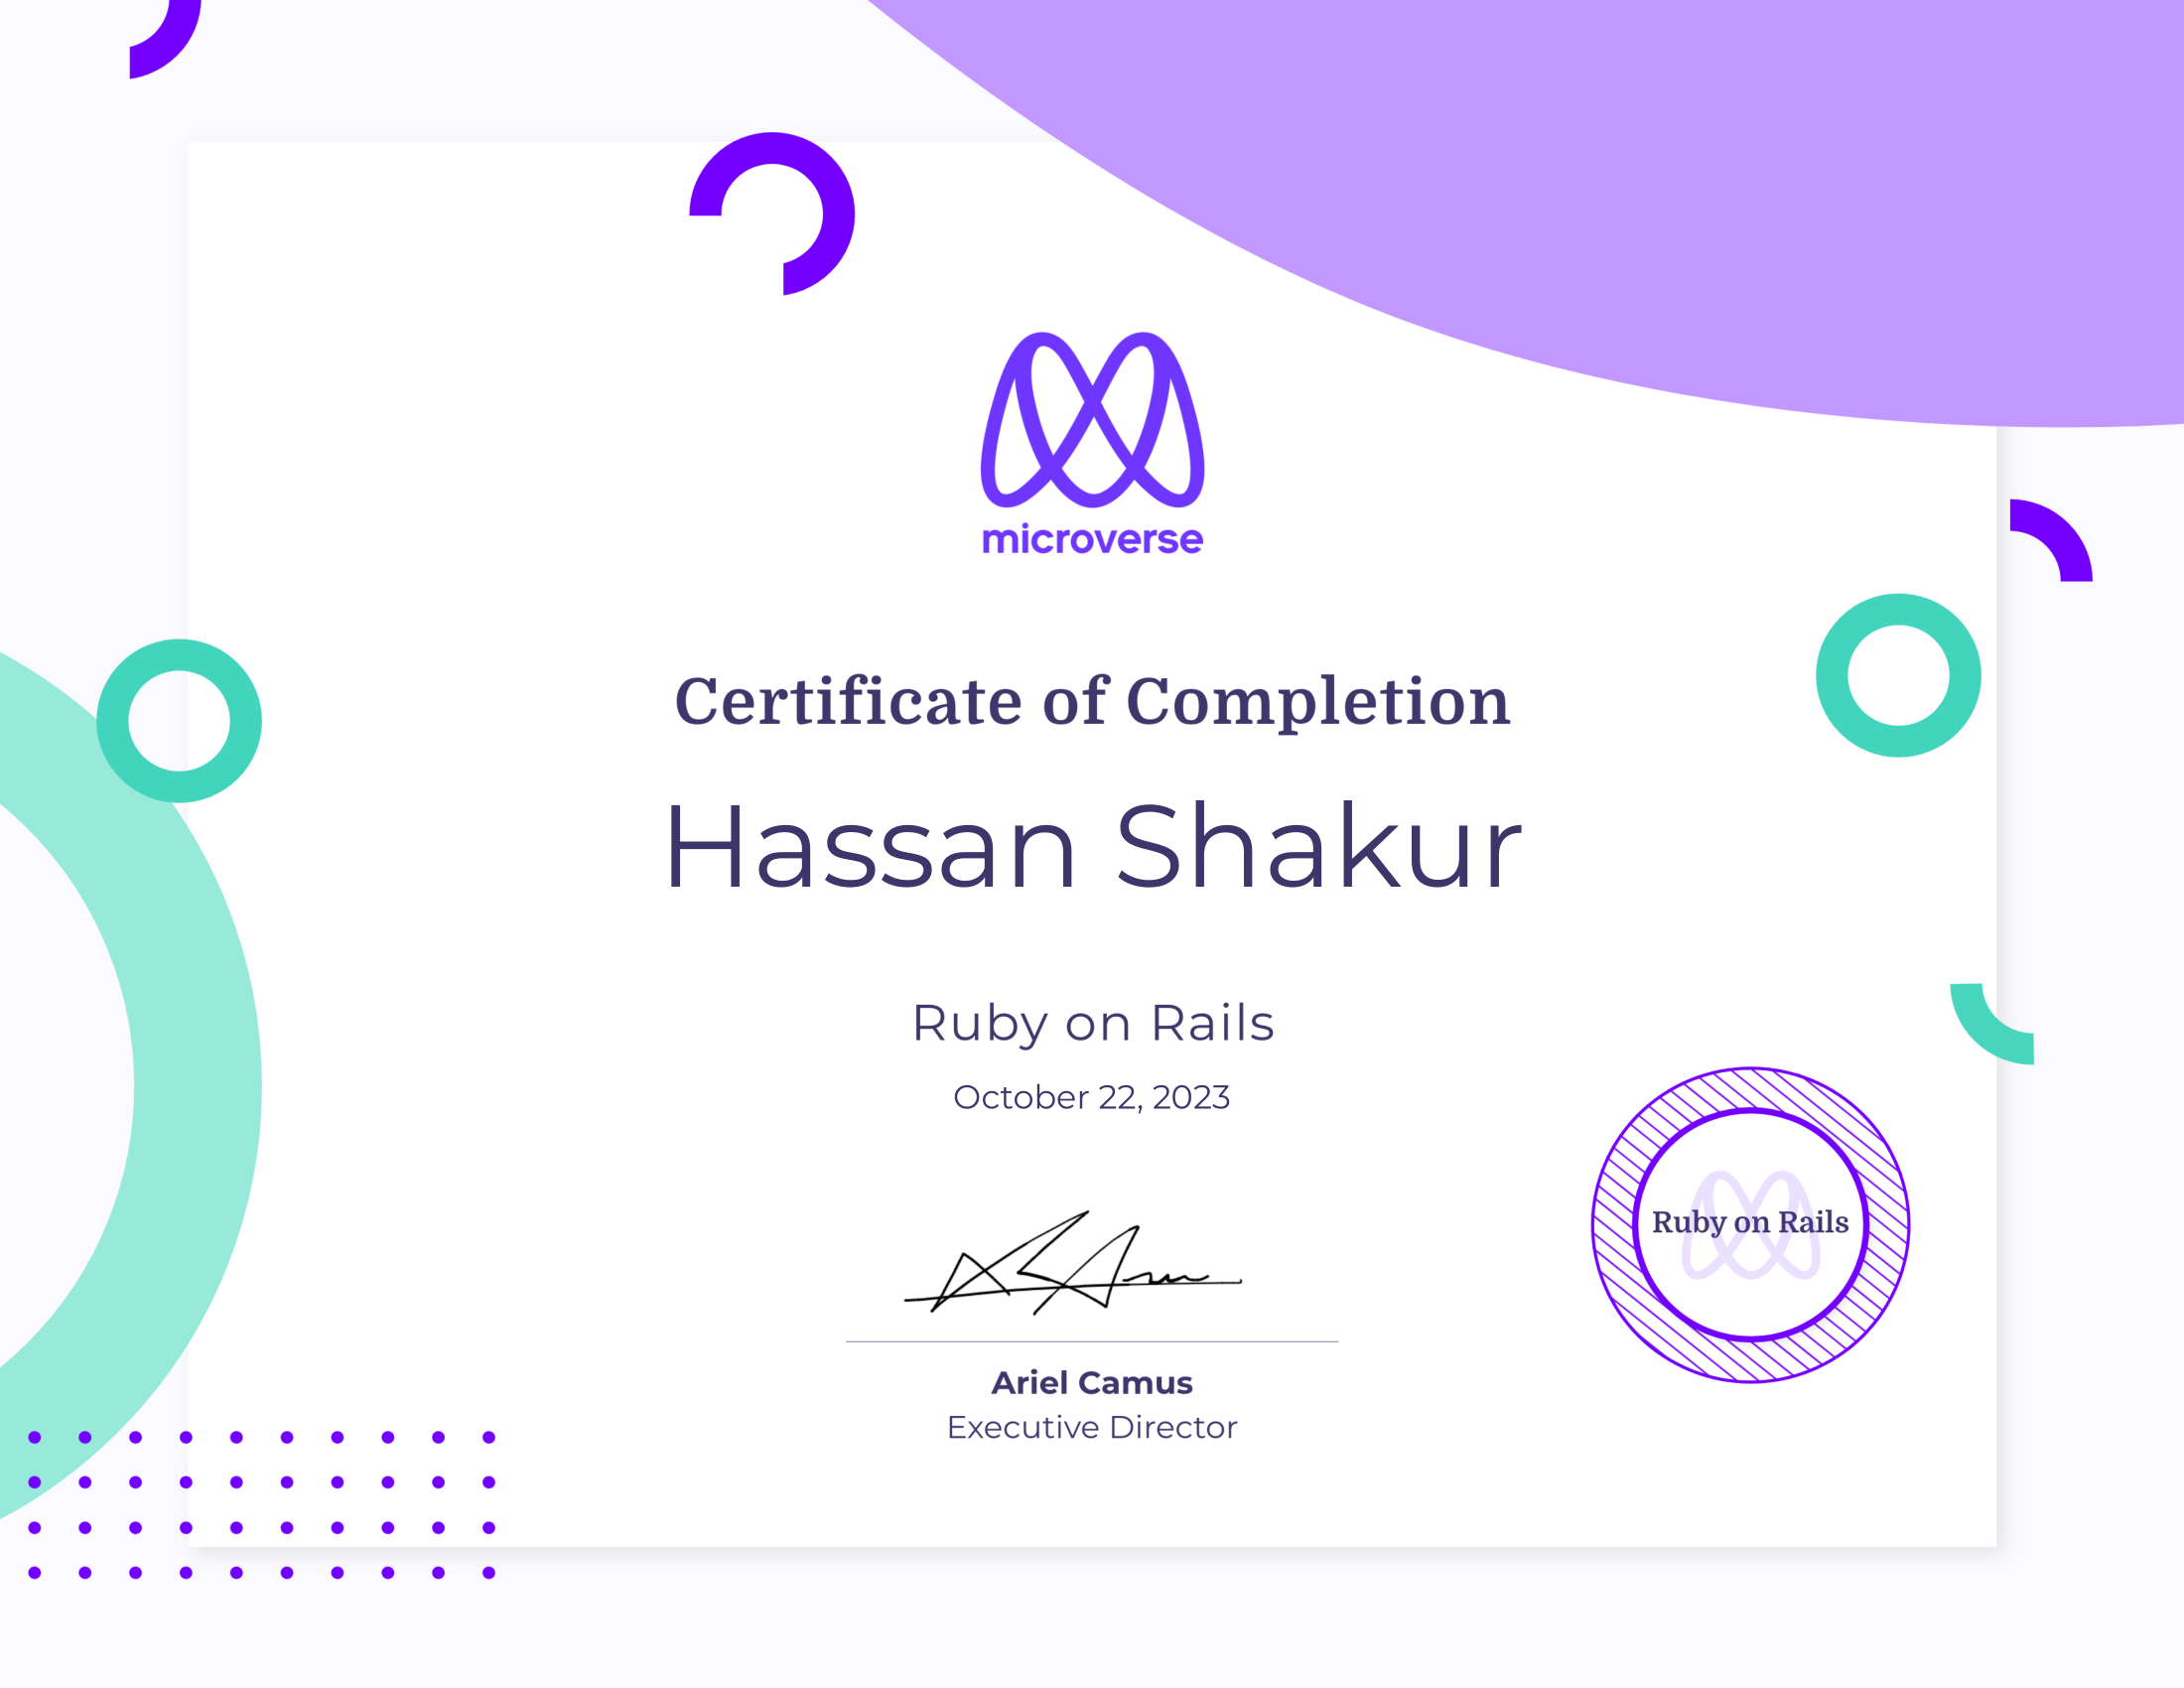 microverse
Certificate of Completion
Hassan Shakur
Ruby on Rails
October 22, 2023
Ruby on Rails
Ariel Camus
Executive Director